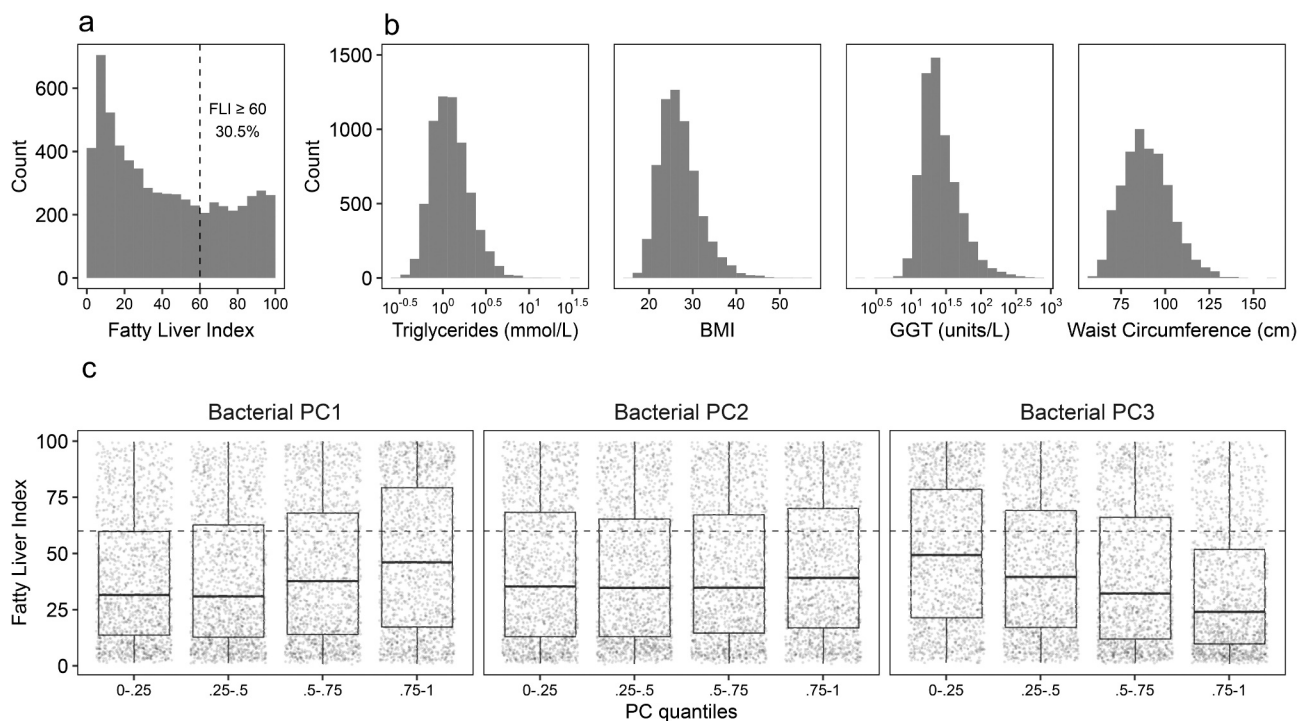 a
b
Count
600
400
200
0
FLI ≥ 60
30.5%
0 20 40 60 80 100
Fatty Liver Index
Count
1500
1000
500
0
10^-0.5 10^0 10^0.5 10^1 10^1.5
Triglycerides (mmol/L)
20 30 40 50
BMI
10^0.5 10^1 10^1.5 10^2 10^2.5 10^3
GGT (units/L)
75 100 125 150
Waist Circumference (cm)
c
Bacterial PC1 Bacterial PC2 Bacterial PC3
Fatty Liver Index
100
75
50
25
0
0-.25 .25-.5 .5-.75 .75-1 0-.25 .25-.5 .5-.75 .75-1 0-.25 .25-.5 .5-.75 .75-1
PC quantiles